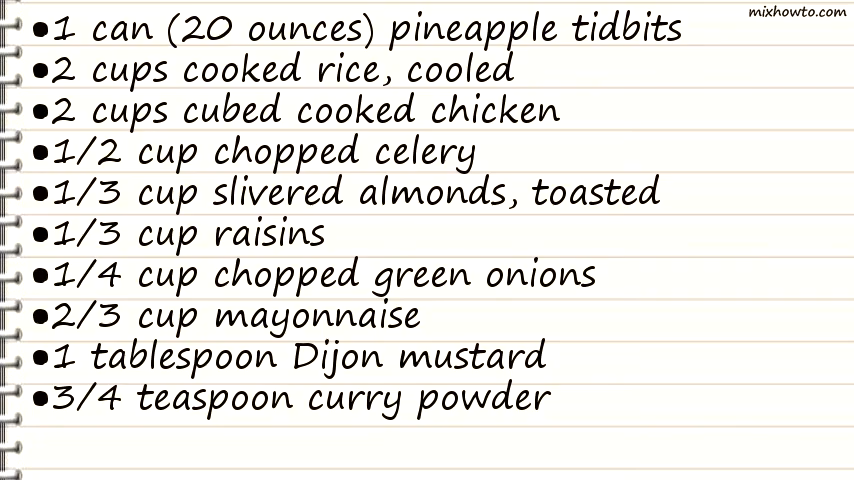 mixhowto.com
•1 can (20 ounces) pineapple tidbits
•2 cups cooked rice, cooled
•2 cups cubed cooked chicken
•1/2 cup chopped celery
•1/3 cup slivered almonds, toasted
•1/3 cup raisins
•1/4 cup chopped green onions
•2/3 cup mayonnaise
•1 tablespoon Dijon mustard
•3/4 teaspoon curry powder